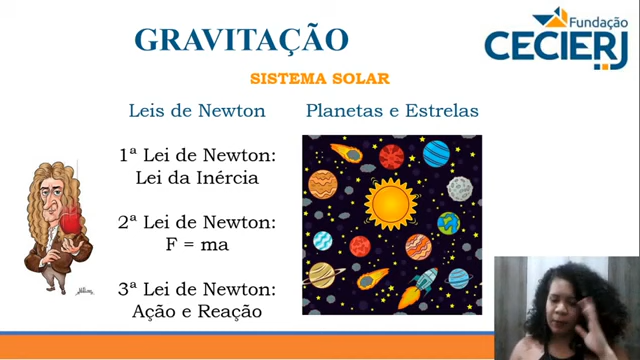 GRAVITAÇÃO
Fundação
CECIERJ
SISTEMA SOLAR
Leis de Newton
Planetas e Estrelas
1ª Lei de Newton:
Lei da Inércia
2ª Lei de Newton:
F = ma
3ª Lei de Newton:
Ação e Reação